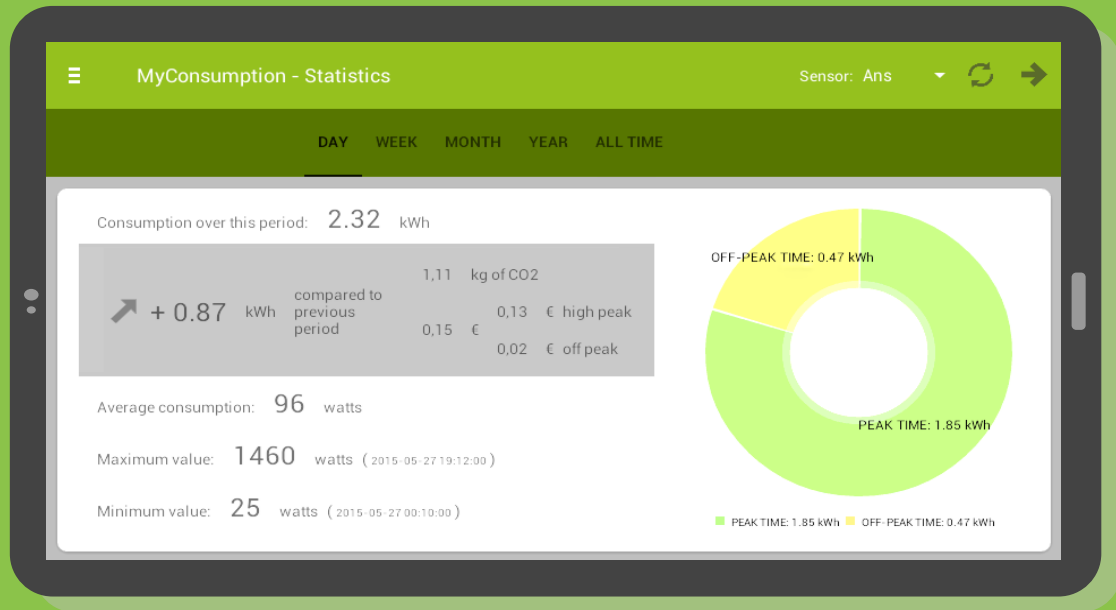 MyConsumption - Statistics
Sensor: Ans
DAY WEEK MONTH YEAR ALL TIME
Consumption over this period: 2.32 kWh
+ 0.87 kWh
compared to
previous
period
1,11 kg of CO2
0,15 €
0,13 € high peak
0,02 € off peak
Average consumption: 96 watts
Maximum value: 1460 watts ( 2015-05-27 19:12:00 )
Minimum value: 25 watts ( 2015-05-27 00:10:00 )
OFF-PEAK TIME: 0.47 kWh
PEAK TIME: 1.85 kWh
PEAK TIME: 1.85 kWh OFF-PEAK TIME: 0.47 kWh